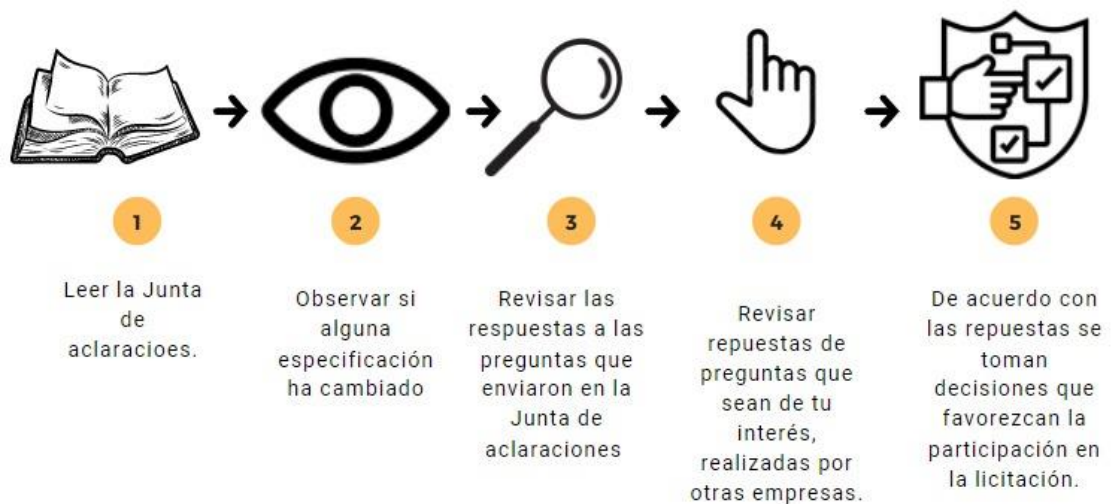 1
2
3
4
5
Leer la Junta
de
aclaracioes.
Observar si
alguna
especificación
ha cambiado
Revisar las
respuestas a las
preguntas que
enviaron en la
Junta de
aclaraciones
Revisar
repuestas de
preguntas que
sean de tu
interés,
realizadas por
otras empresas.
De acuerdo con
las repuestas se
toman
decisiones que
favorezcan la
participación en
la licitación.